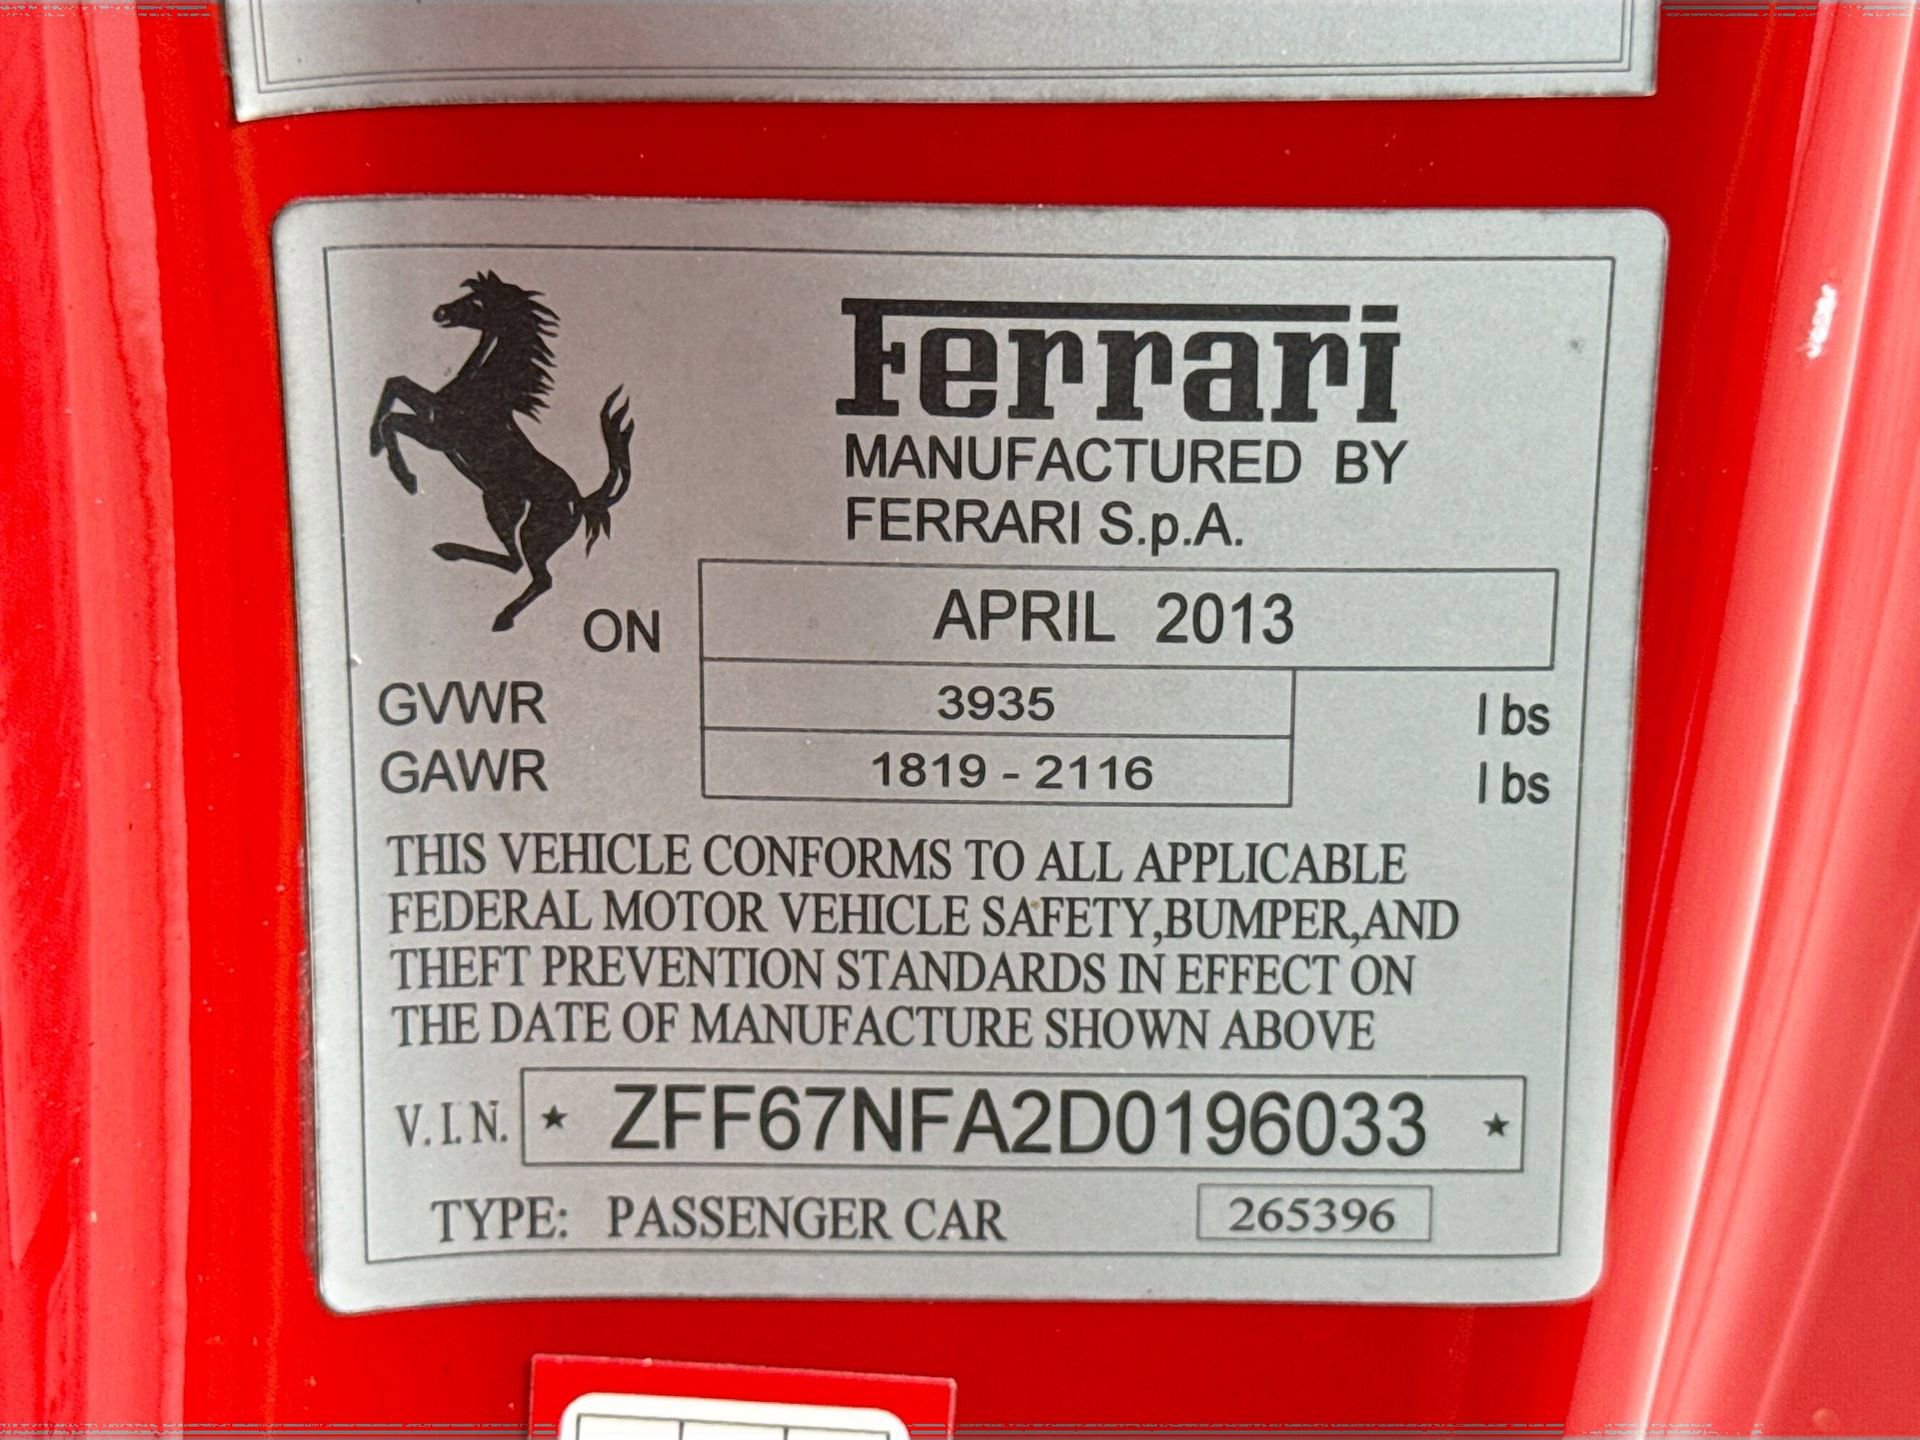 Ferrari
MANUFACTURED BY
FERRARI S.p.A.
ON APRIL 2013
GVWR 3935 lbs
GAWR 1819 - 2116 lbs
THIS VEHICLE CONFORMS TO ALL APPLICABLE
FEDERAL MOTOR VEHICLE SAFETY,BUMPER,AND
THEFT PREVENTION STANDARDS IN EFFECT ON
THE DATE OF MANUFACTURE SHOWN ABOVE
V.I.N. ★ ZFF67NFA2D0196033 ★
TYPE: PASSENGER CAR 265396